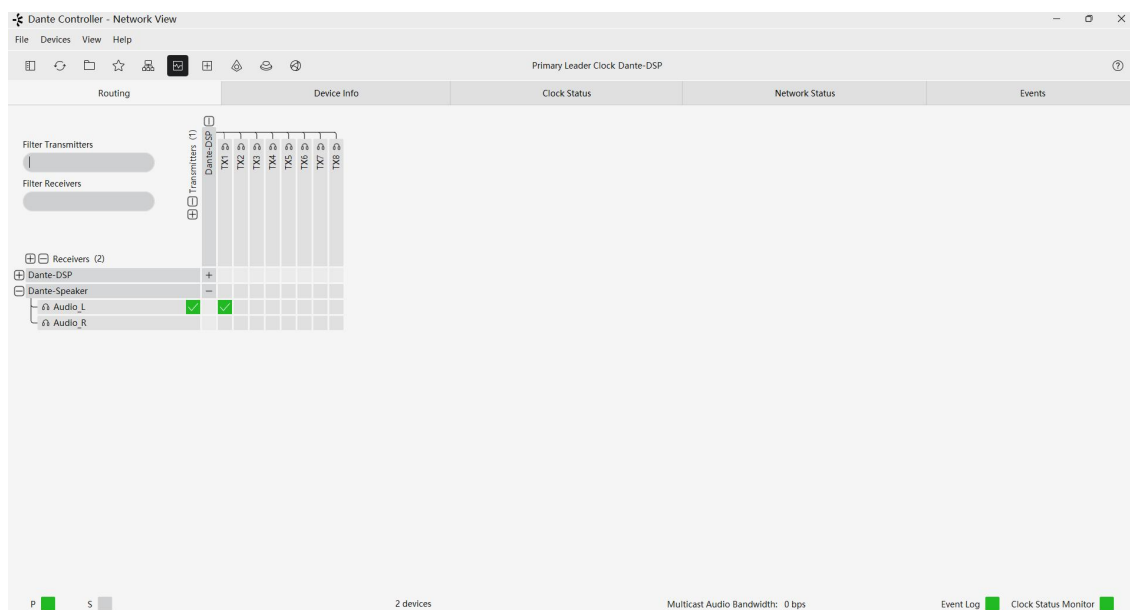 Dante Controller - Network View
File Devices View Help
Primary Leader Clock Dante-DSP
Routing Device Info Clock Status Network Status Events
Filter Transmitters
Filter Receivers
Transmitters (1)
Dante-DSP
TX1
TX2
TX3
TX4
TX5
TX6
TX7
TX8
Receivers (2)
Dante-DSP
Dante-Speaker
Audio_L
Audio_R
P S 2 devices Multicast Audio Bandwidth: 0 bps Event Log Clock Status Monitor